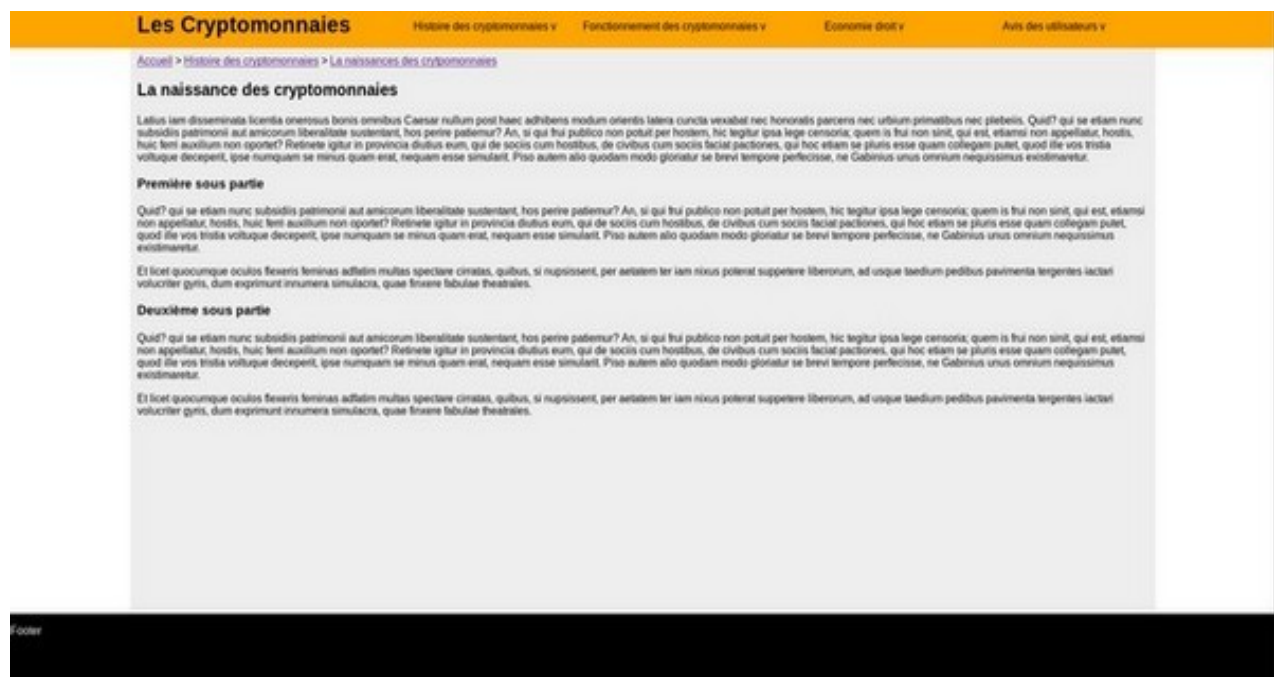 Les Cryptomonnaies
Histoire des cryptomonnaies v
Fonctionnement des cryptomonnaies v
Economie droit v
Avis des utilisateurs v
Accueil > Histoire des cryptomonnaies > La naissances des crytpomonnaies
La naissance des cryptomonnaies
Latius iam disseminata licentia onerosus bonis omnibus Caesar nullum post haec adhibens modum orientis latera cuncta vexabat nec honoratis parcens nec urbium primatibus nec plebeiis. Quid? qui se etiam nunc
subsidiis patrimonii aut amicorum liberalitate sustentant, hos perire patiemur? An, si qui frui publico non potuit per hostem, hic tegitur ipsa lege censoria; quem is frui non sinit, qui est, etiamsi non appellatur, hostis,
huic ferri auxilium non oportet? Retinete igitur in provincia diutius eum, qui de sociis cum hostibus, de civibus cum sociis faciat pactiones, qui hoc etiam se pluris esse quam collegam putet, quod ille vos tristia
voltuque deceperit, ipse numquam se minus quam erat, nequam esse simularit. Piso autem alio quodam modo gloriatur se brevi tempore perfecisse, ne Gabinius unus omnium nequissimus existimaretur.
Première sous partie
Quid? qui se etiam nunc subsidiis patrimonii aut amicorum liberalitate sustentant, hos perire patiemur? An, si qui frui publico non potuit per hostem, hic tegitur ipsa lege censoria; quem is frui non sinit, qui est, etiamsi
non appellatur, hostis, huic ferri auxilium non oportet? Retinete igitur in provincia diutius eum, qui de sociis cum hostibus, de civibus cum sociis faciat pactiones, qui hoc etiam se pluris esse quam collegam putet,
quod ille vos tristia voltuque deceperit, ipse numquam se minus quam erat, nequam esse simularit. Piso autem alio quodam modo gloriatur se brevi tempore perfecisse, ne Gabinius unus omnium nequissimus
existimaretur.
Et licet quocumque oculos flexeris feminas adfatim multas spectare cirratas, quibus, si nupsissent, per aetatem ter iam nixus poterat suppetere liberorum, ad usque taedium pedibus pavimenta tergentes iactari
volucriter gyris, dum exprimunt innumera simulacra, quae finxere fabulae theatrales.
Deuxième sous partie
Quid? qui se etiam nunc subsidiis patrimonii aut amicorum liberalitate sustentant, hos perire patiemur? An, si qui frui publico non potuit per hostem, hic tegitur ipsa lege censoria; quem is frui non sinit, qui est, etiamsi
non appellatur, hostis, huic ferri auxilium non oportet? Retinete igitur in provincia diutius eum, qui de sociis cum hostibus, de civibus cum sociis faciat pactiones, qui hoc etiam se pluris esse quam collegam putet,
quod ille vos tristia voltuque deceperit, ipse numquam se minus quam erat, nequam esse simularit. Piso autem alio quodam modo gloriatur se brevi tempore perfecisse, ne Gabinius unus omnium nequissimus
existimaretur.
Et licet quocumque oculos flexeris feminas adfatim multas spectare cirratas, quibus, si nupsissent, per aetatem ter iam nixus poterat suppetere liberorum, ad usque taedium pedibus pavimenta tergentes iactari
volucriter gyris, dum exprimunt innumera simulacra, quae finxere fabulae theatrales.
Footer